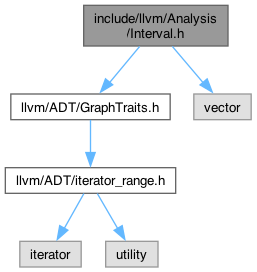 include/llvm/Analysis
/Interval.h
llvm/ADT/GraphTraits.h
vector
llvm/ADT/iterator_range.h
iterator
utility